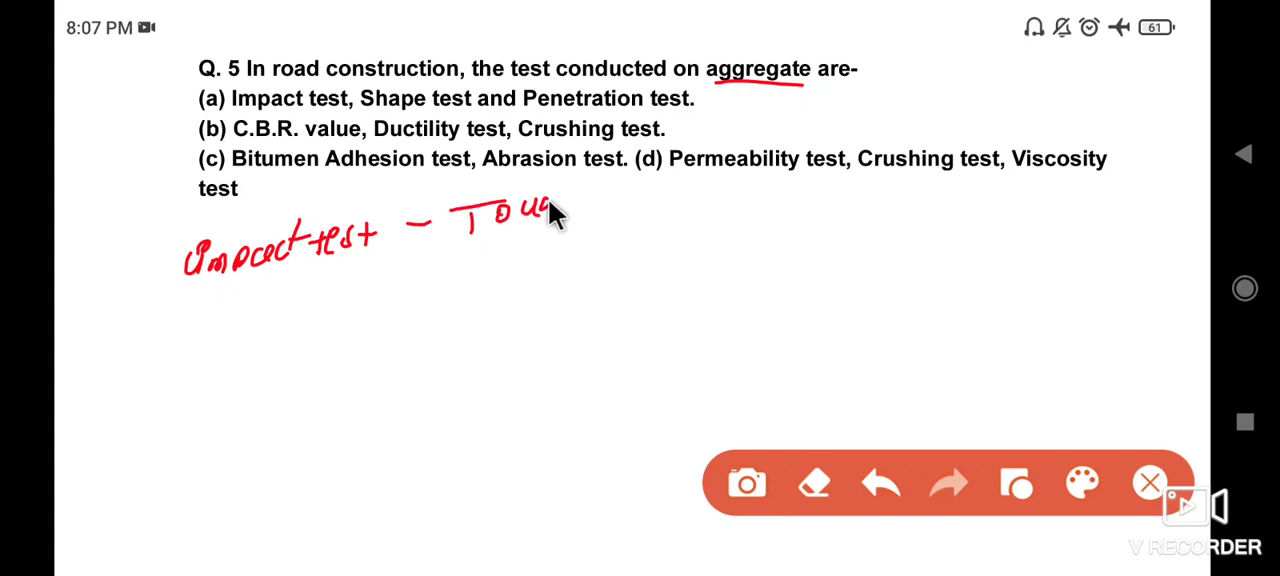 8:07 PM
61
Q. 5 In road construction, the test conducted on aggregate are-
(a) Impact test, Shape test and Penetration test.
(b) C.B.R. value, Ductility test, Crushing test.
(c) Bitumen Adhesion test, Abrasion test. (d) Permeability test, Crushing test, Viscosity
test
Impact test - Toug
V RECORDER